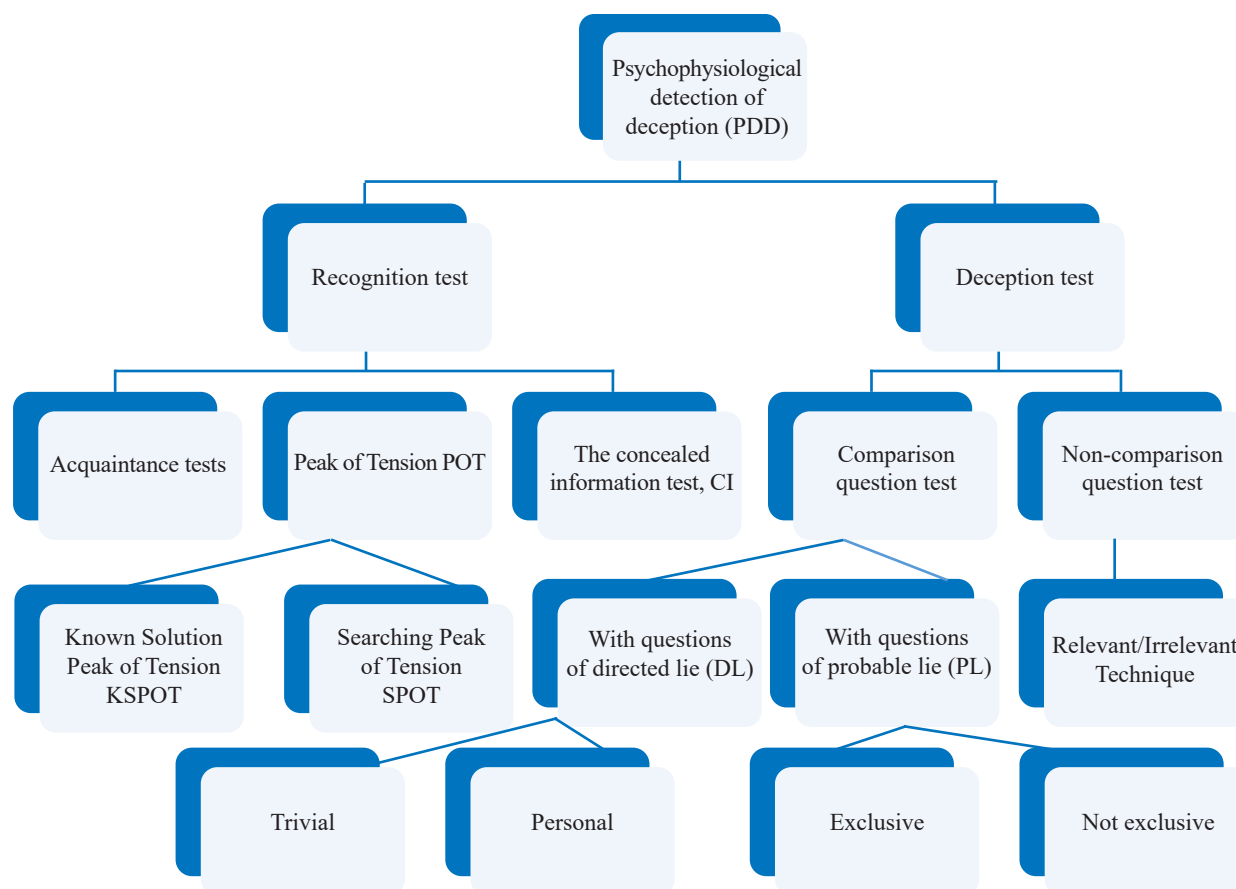 Psychophysiological
detection of
deception (PDD)
Recognition test
Deception test
Acquaintance tests
Peak of Tension POT
The concealed
information test, CI
Comparison
question test
Non-comparison
question test
Known Solution
Peak of Tension
KSPOT
Searching Peak
of Tension
SPOT
With questions
of directed lie (DL)
With questions
of probable lie (PL)
Relevant/Irrelevant
Technique
Trivial
Personal
Exclusive
Not exclusive